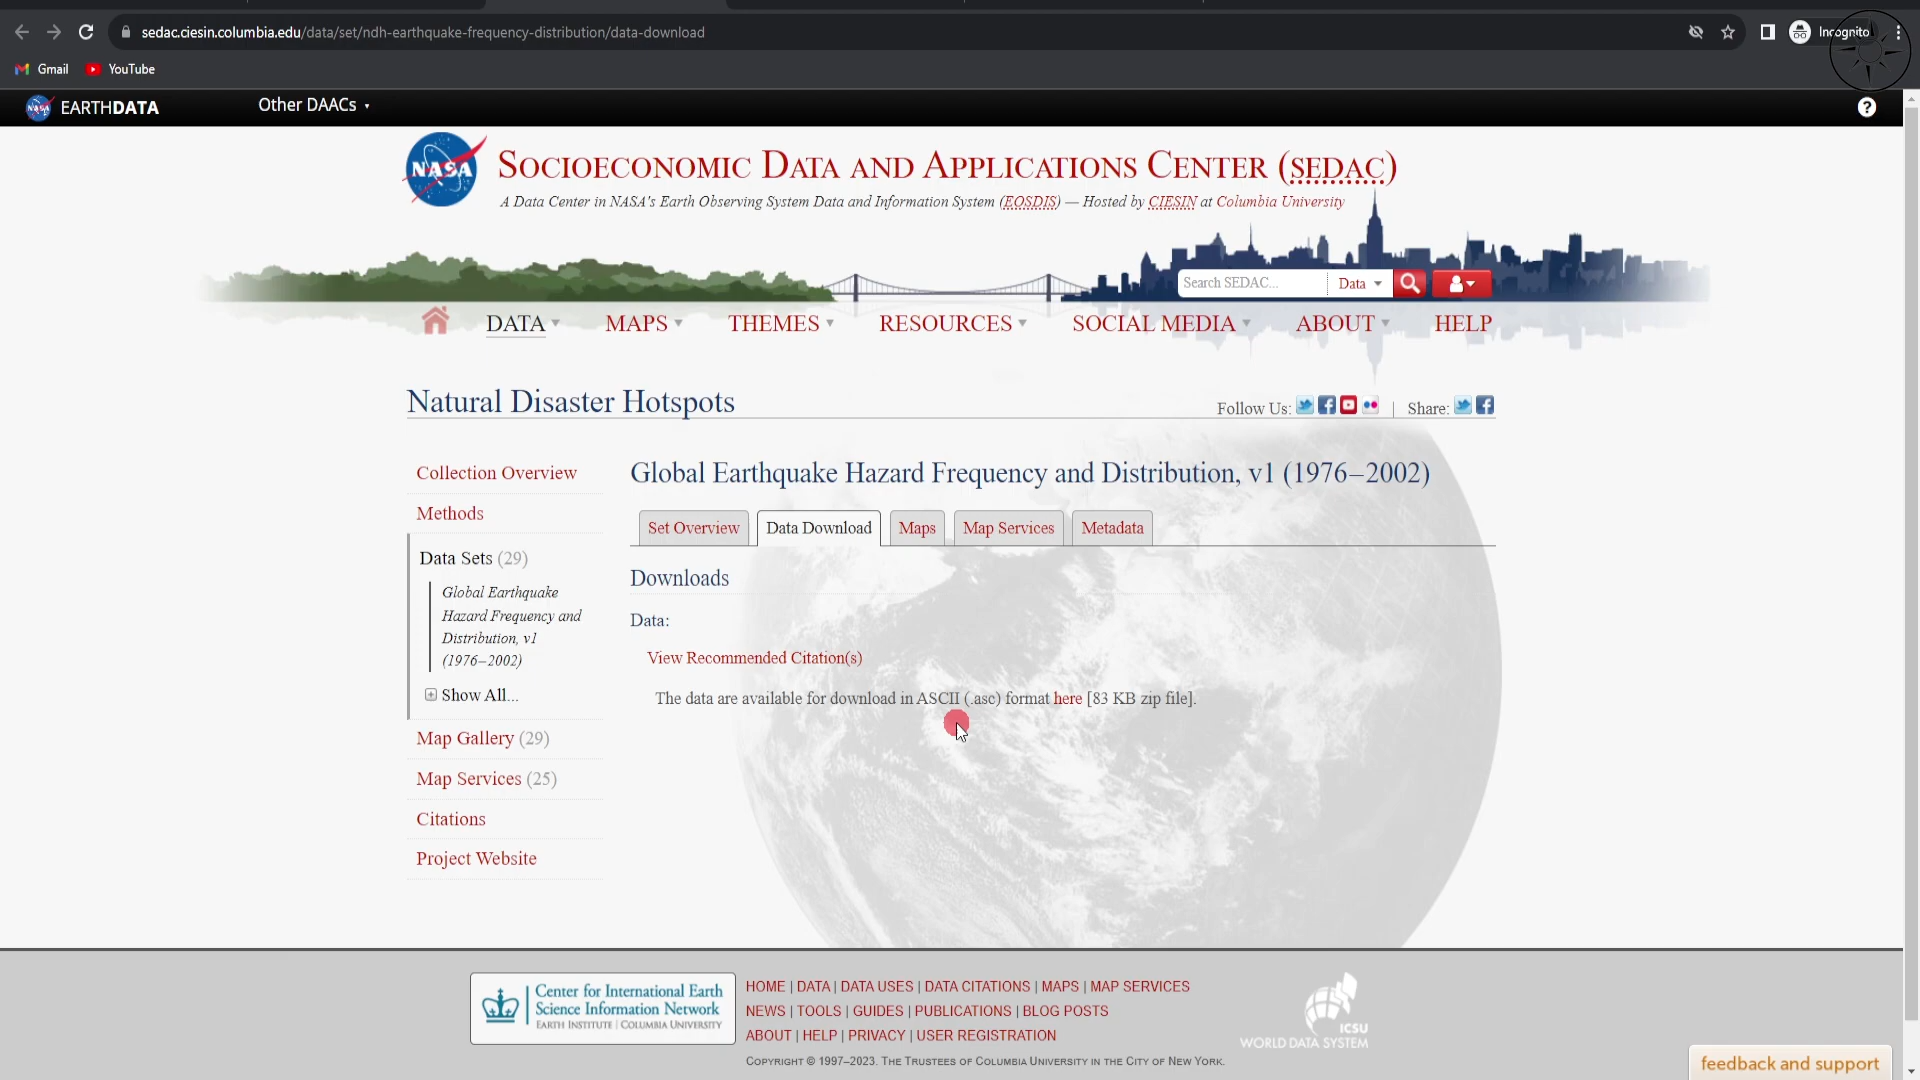 sedac.ciesin.columbia.edu/data/set/ndh-earthquake-frequency-distribution/data-download
Incognito
Gmail
YouTube
NASA
EARTHDATA
Other DAACs
?
NASA
SOCIOECONOMIC DATA AND APPLICATIONS CENTER (SEDAC)
A Data Center in NASA's Earth Observing System Data and Information System (EOSDIS) — Hosted by CIESIN at Columbia University
Search SEDAC...
Data
DATA
MAPS
THEMES
RESOURCES
SOCIAL MEDIA
ABOUT
HELP
Natural Disaster Hotspots
Follow Us:
| Share:
Collection Overview
Methods
Data Sets (29)
Global Earthquake
Hazard Frequency and
Distribution, v1
(1976–2002)
Show All...
Map Gallery (29)
Map Services (25)
Citations
Project Website
Global Earthquake Hazard Frequency and Distribution, v1 (1976–2002)
Set Overview
Data Download
Maps
Map Services
Metadata
Downloads
Data:
View Recommended Citation(s)
The data are available for download in ASCII (.asc) format here [83 KB zip file].
Center for International Earth
Science Information Network
EARTH INSTITUTE | COLUMBIA UNIVERSITY
HOME | DATA | DATA USES | DATA CITATIONS | MAPS | MAP SERVICES
NEWS | TOOLS | GUIDES | PUBLICATIONS | BLOG POSTS
ABOUT | HELP | PRIVACY | USER REGISTRATION
COPYRIGHT © 1997–2023. THE TRUSTEES OF COLUMBIA UNIVERSITY IN THE CITY OF NEW YORK.
ICSU
WORLD DATA SYSTEM
feedback and support